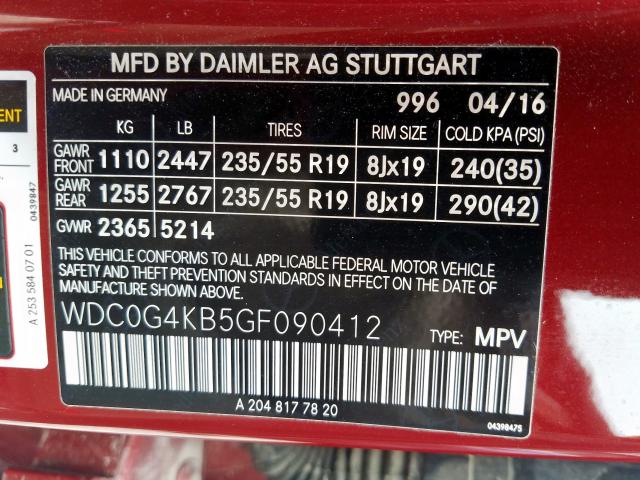 MFD BY DAIMLER AG STUTTGART
MADE IN GERMANY 996 04/16
KG LB TIRES RIM SIZE COLD KPA (PSI)
GAWR FRONT 1110 2447 235/55 R19 8Jx19 240(35)
GAWR REAR 1255 2767 235/55 R19 8Jx19 290(42)
GVWR 2365 5214
THIS VEHICLE CONFORMS TO ALL APPLICABLE FEDERAL MOTOR VEHICLE
SAFETY AND THEFT PREVENTION STANDARDS IN EFFECT ON THE DATE OF
MANUFACTURE SHOWN ABOVE.
WDC0G4KB5GF090412
TYPE: MPV
A 204 817 78 20
04398475
3
0439847
A 253 584 07 01